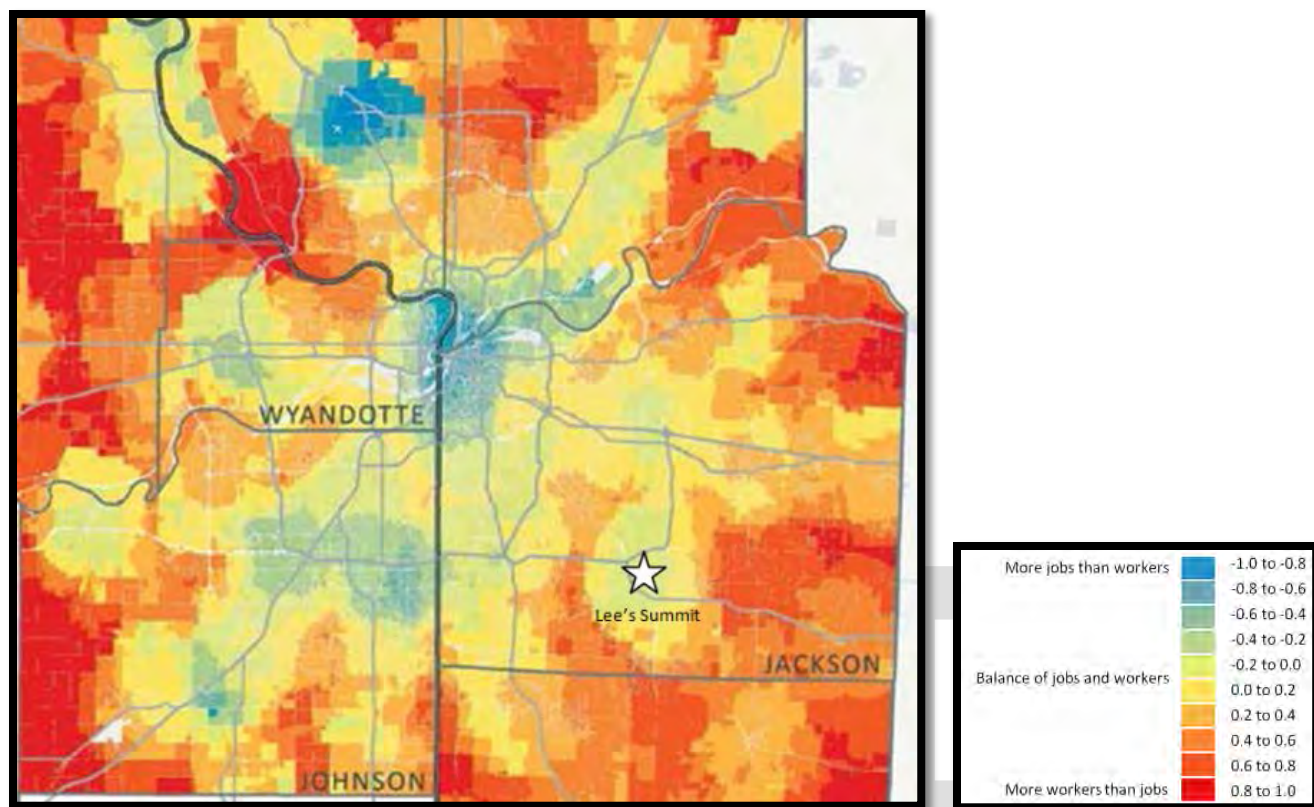 WYANDOTTE
Lee's Summit
JACKSON
JOHNSON
More jobs than workers
Balance of jobs and workers
More workers than jobs
-1.0 to -0.8
-0.8 to -0.6
-0.6 to -0.4
-0.4 to -0.2
-0.2 to 0.0
0.0 to 0.2
0.2 to 0.4
0.4 to 0.6
0.6 to 0.8
0.8 to 1.0